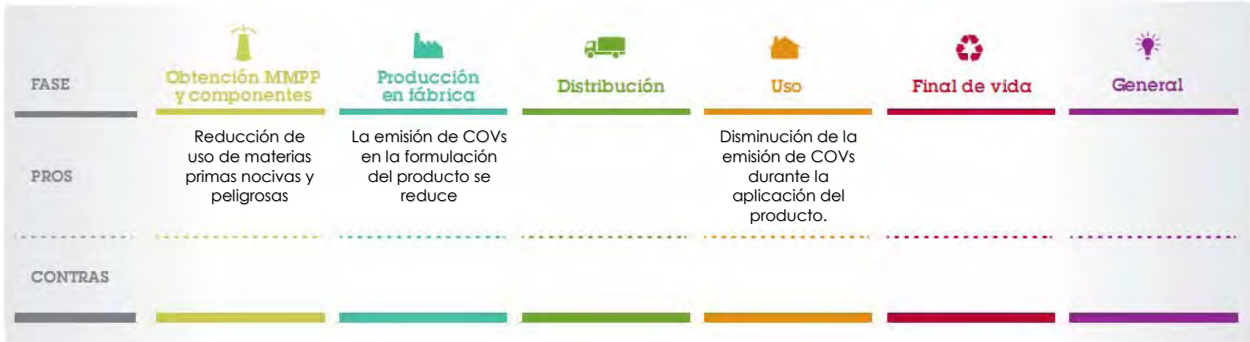 FASE
Obtención MMPP
y componentes
Producción
en fábrica
Distribución
Uso
Final de vida
General
PROS
Reducción de
uso de materias
primas nocivas y
peligrosas
La emisión de COVs
en la formulación
del producto se
reduce
Disminución de la
emisión de COVs
durante la
aplicación del
producto.
CONTRAS